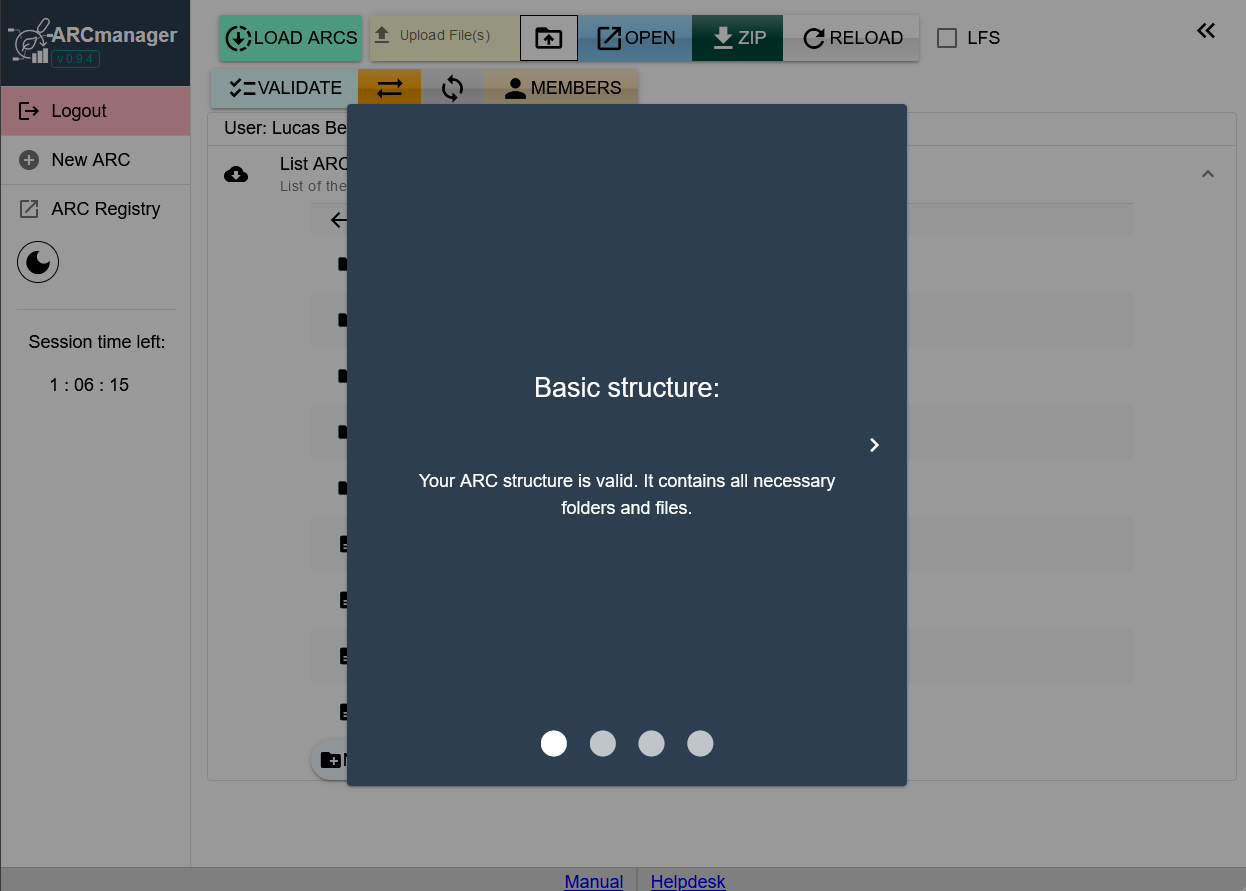 ARCmanager
v 0.9.4
LOAD ARCS
Upload File(s)
OPEN
ZIP
RELOAD
LFS
VALIDATE
MEMBERS
Logout
New ARC
ARC Registry
Session time left:
1 : 06 : 15
User: Lucas Be
List ARC
List of the
Basic structure:
Your ARC structure is valid. It contains all necessary
folders and files.
Manual
Helpdesk